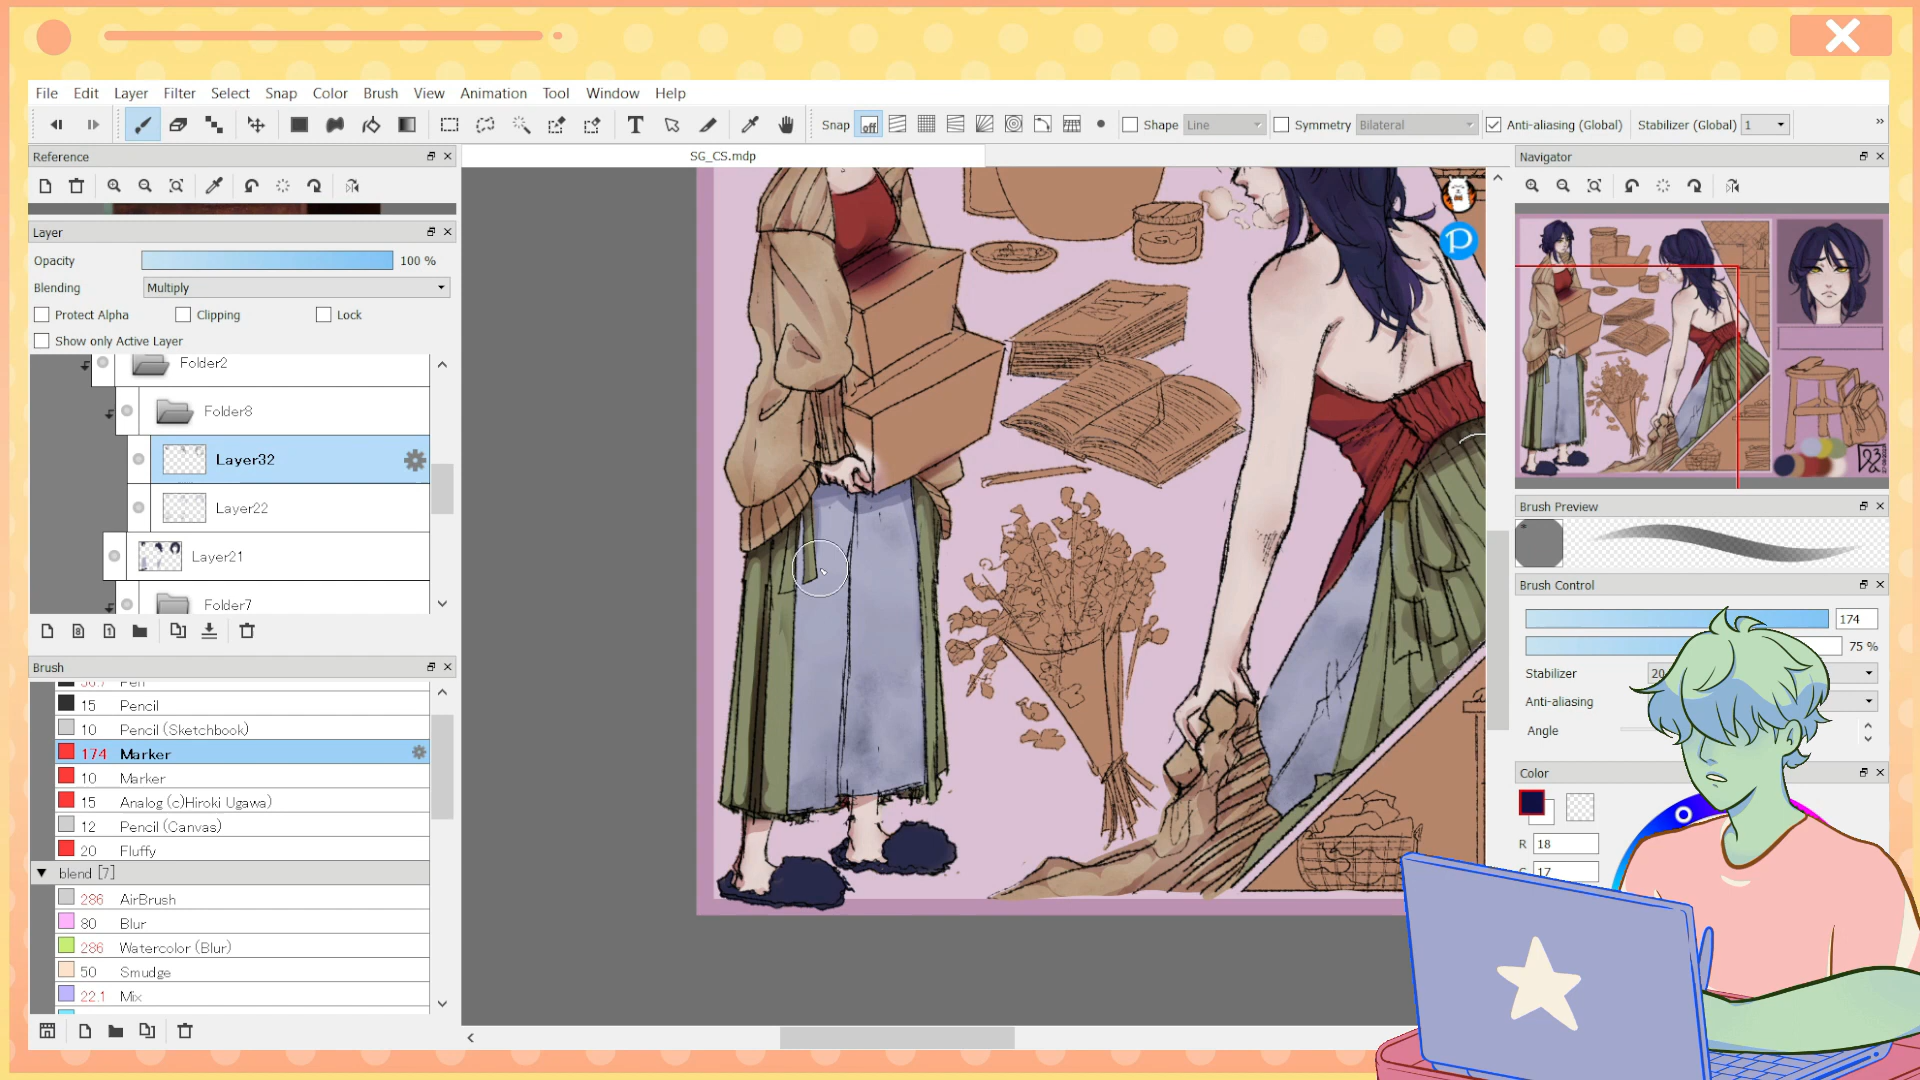 File Edit Layer Filter Select Snap Color Brush View Animation Tool Window Help
Snap off Shape Line Symmetry Bilateral Anti-aliasing (Global) Stabilizer (Global) 1 »
Reference
SG_CS.mdp
Navigator
Layer
Opacity 100 %
Blending Multiply
Protect Alpha Clipping Lock
Show only Active Layer
Folder2
Folder8
Layer32
Layer22
Layer21
Folder7
Brush
Pen
15 Pencil
10 Pencil (Sketchbook)
174 Marker
10 Marker
15 Analog (c)Hiroki Ugawa)
12 Pencil (Canvas)
20 Fluffy
blend [7]
286 AirBrush
80 Blur
286 Watercolor (Blur)
50 Smudge
22.1 Mix
P
Brush Preview
Brush Control
174
75 %
Stabilizer 20
Anti-aliasing
Angle
Color
R 18
17